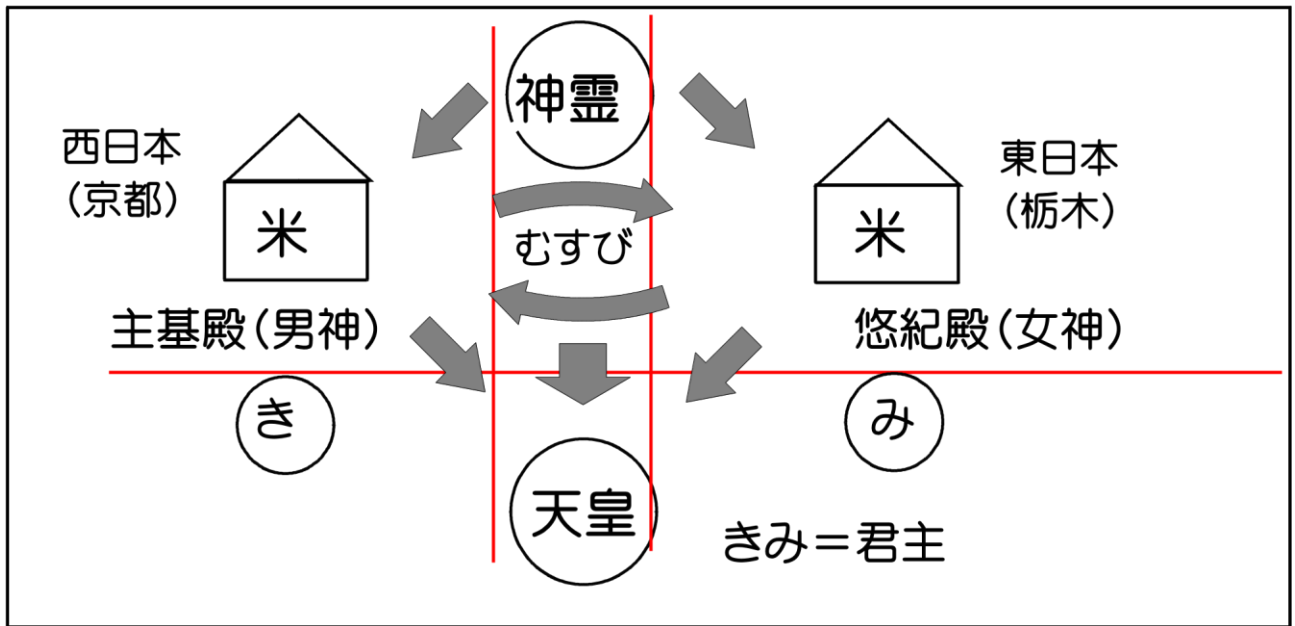 神霊
西日本
(京都)
東日本
(栃木)
米
米
むすび
主基殿(男神)
悠紀殿(女神)
き
み
天皇
きみ=君主